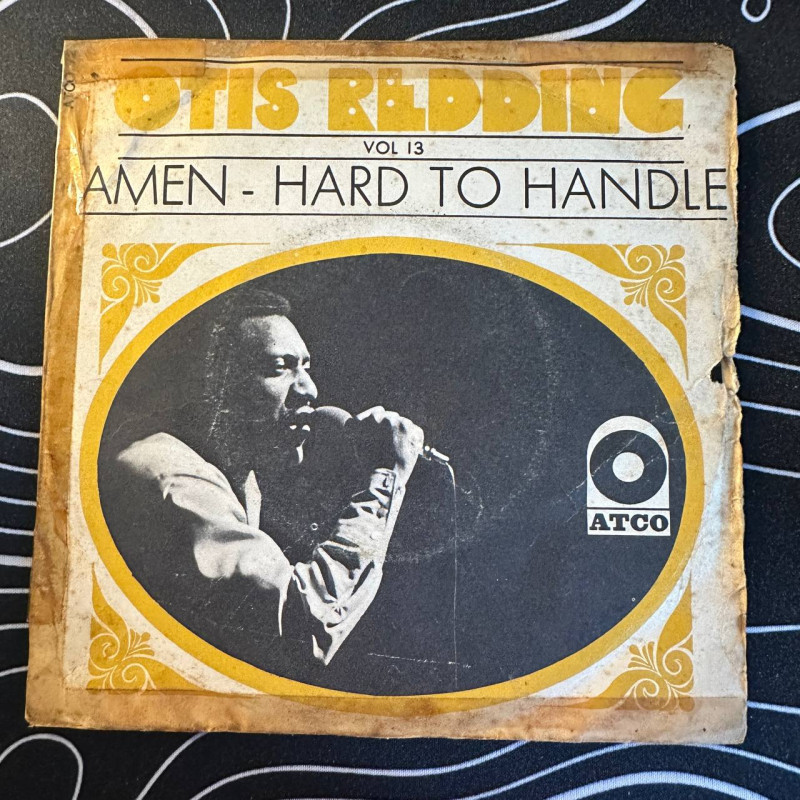 OTIS REDDING
VOL 13
AMEN - HARD TO HANDLE
ATCO